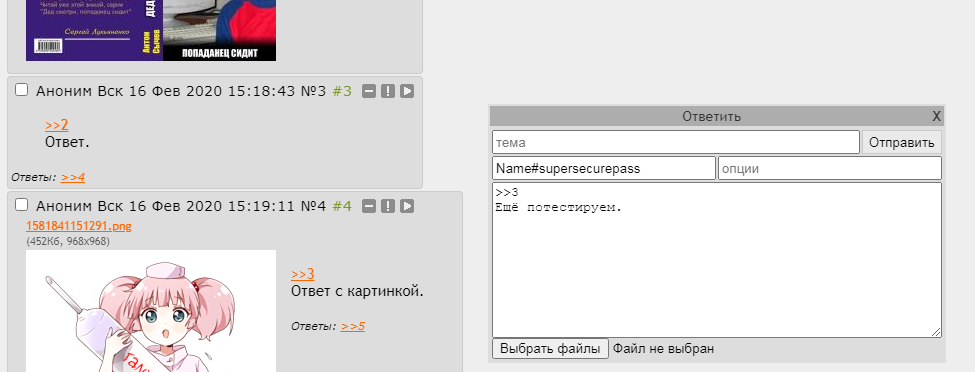 Читай уже этой зимой, серии
"Дед смотри, попаданец сидит"
Сергей Лукьяненко
Антон
Сычев
ДЕД
ПОПАДАНЕЦ СИДИТ
Аноним Вск 16 Фев 2020 15:18:43 №3 #3
>>2
Ответ.
Ответы: >>4
Аноним Вск 16 Фев 2020 15:19:11 №4 #4
1581841151291.png
(452Кб, 968x968)
>>3
Ответ с картинкой.
Ответы: >>5
Ответить X
тема Отправить
Name#supersecurepass опции
>>3
Ещё потестируем.
Выбрать файлы Файл не выбран